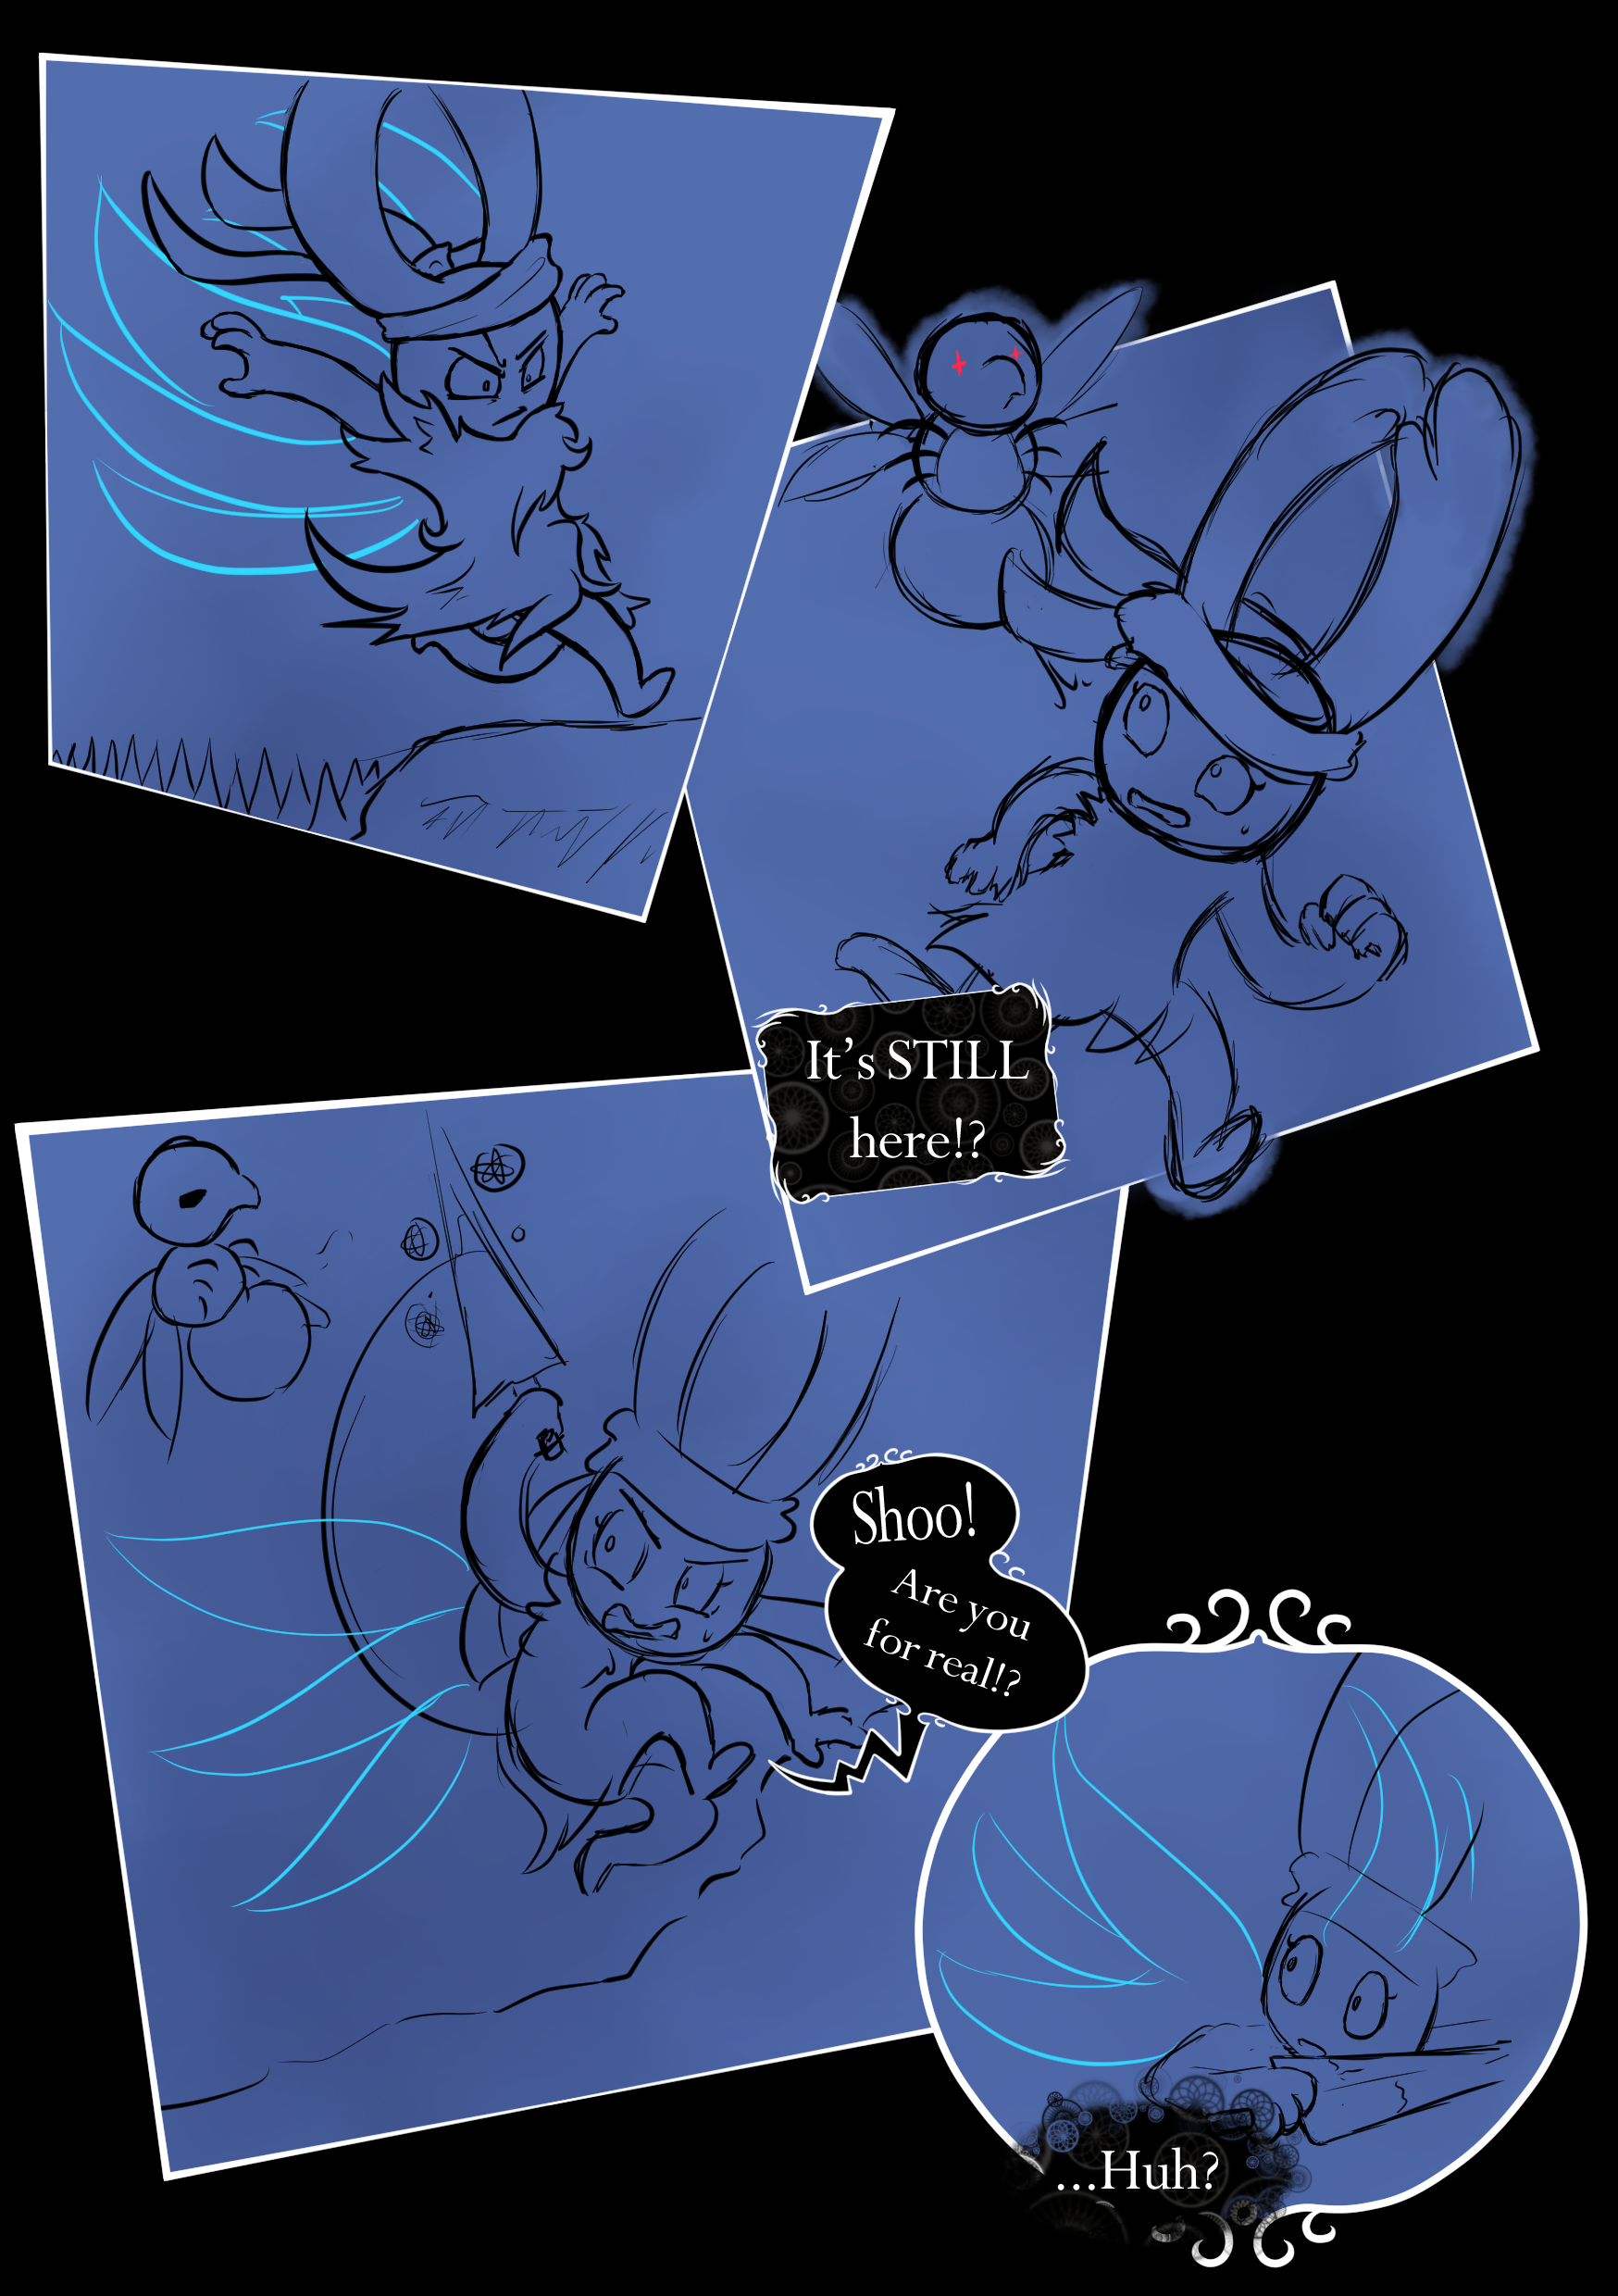 It's STILL
here!?
Shoo!
Are you
for real!?
...Huh?